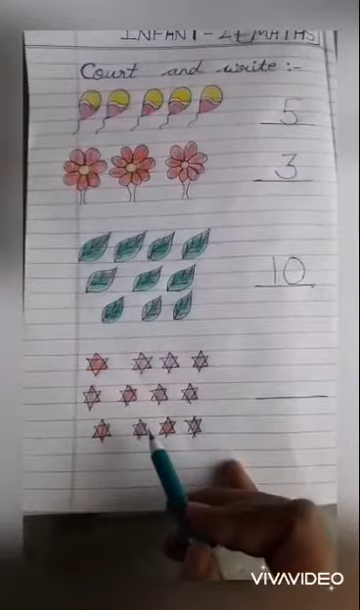 INFANT - 2 MATHS
Count and write :-
5
3
10
VIVAVIDEO